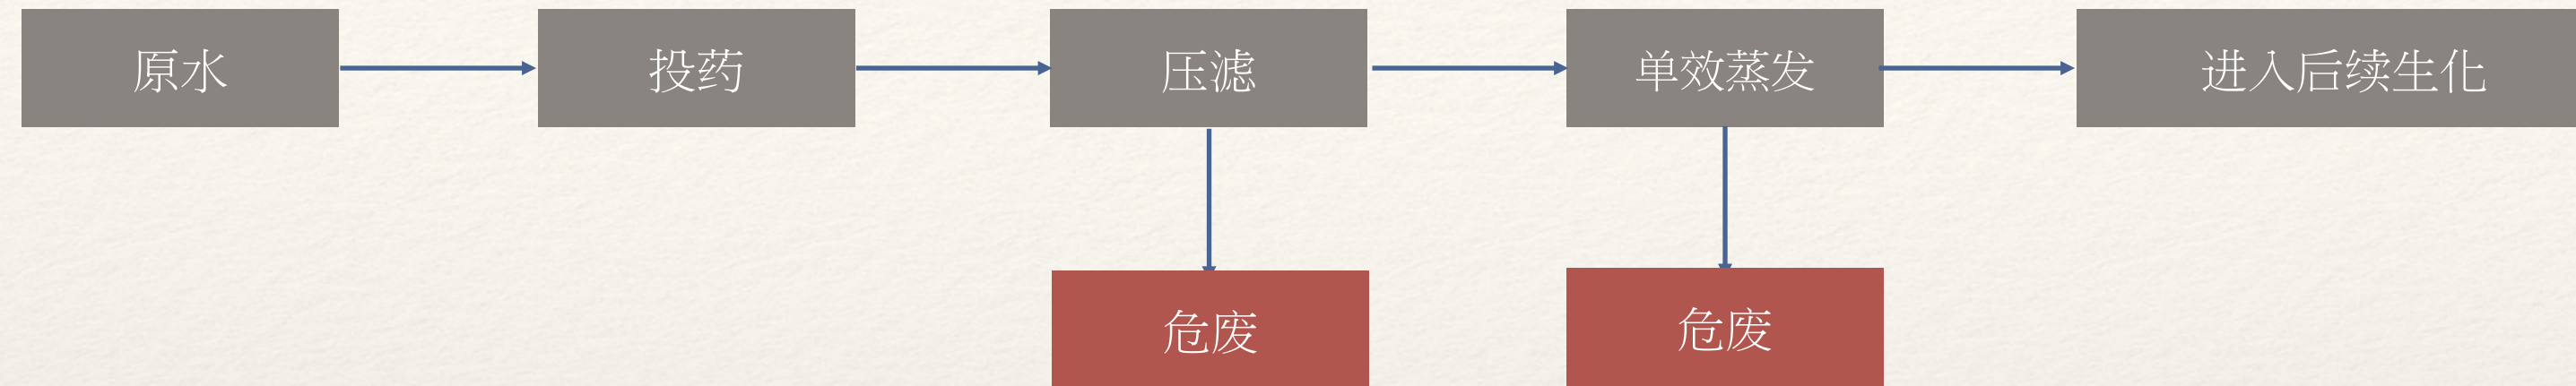 原水
投药
压滤
单效蒸发
进入后续生化
危废
危废